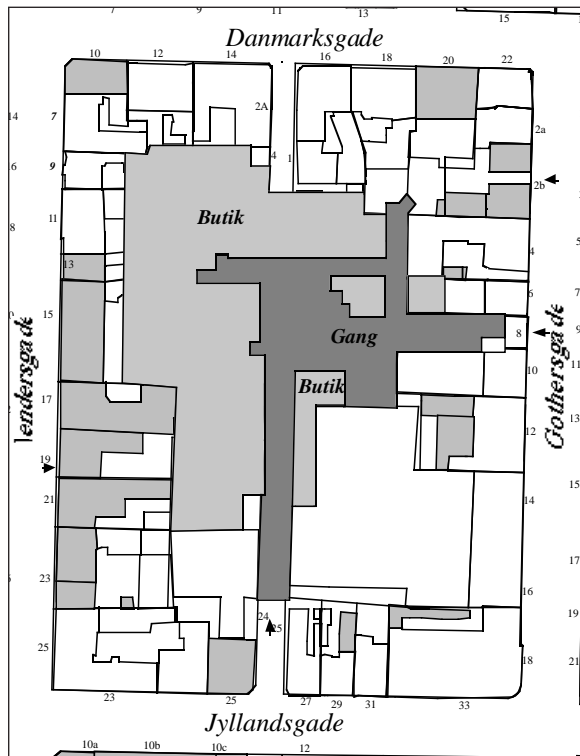 7 9 11 13 15
Danmarksgade
10 12 14 16 18 20 22
14 7 2A 2a
16 9 4 1
2b
8 11 Butik
4 5
13
6 7
15 Gang 8 9
11
Butik 10
17 Vendersgade Gothersgade
13
12
19
21 14
17
23 16
24 19
25 25
18 21
23 25 27 29 31 33
Jyllandsgade
10a 10b 10c 12